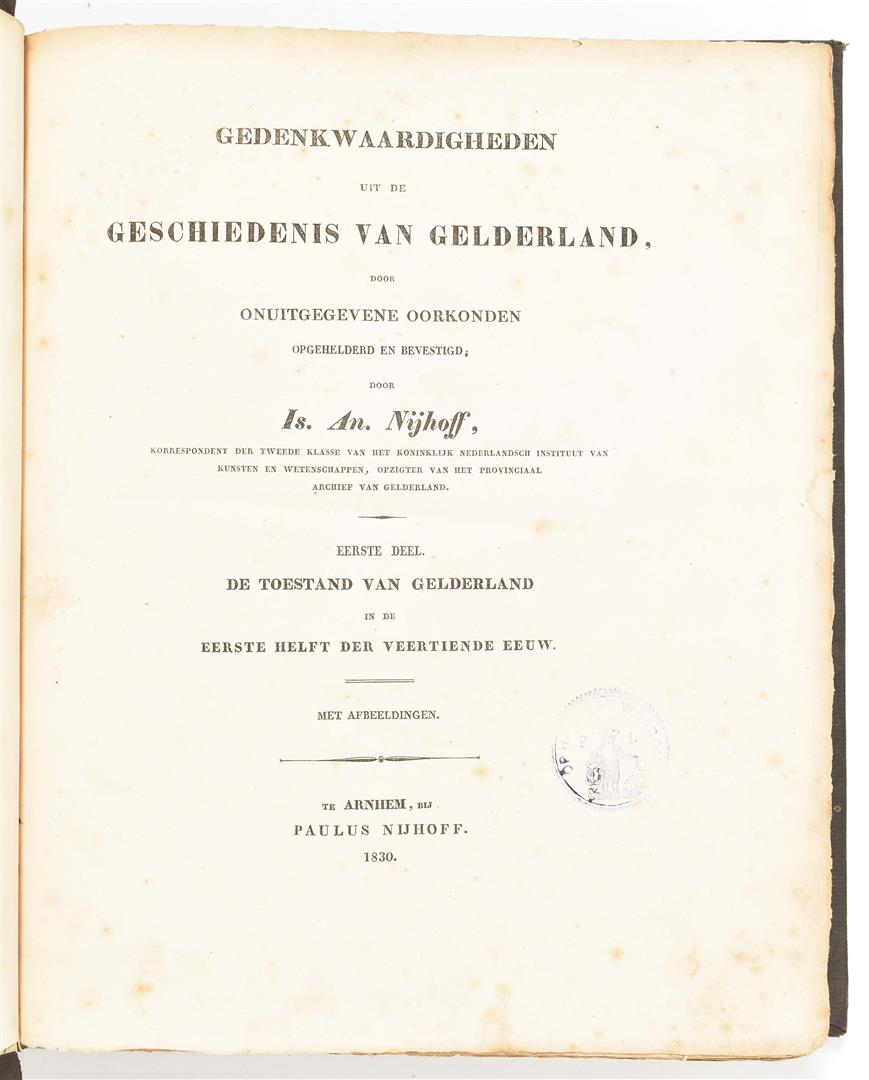 GEDENKWAARDIGHEDEN
UIT DE
GESCHIEDENIS VAN GELDERLAND,
DOOR
ONUITGEGEVENE OORKONDEN
OPGEHELDERD EN BEVESTIGD;
DOOR
Is. An. Nijhoff,
KORRESPONDENT DER TWEEDE KLASSE VAN HET KONINKLIJK NEDERLANDSCH INSTITUUT VAN
KUNSTEN EN WETENSCHAPPEN, OPZIGTER VAN HET PROVINCIAAL
ARCHIEF VAN GELDERLAND.
EERSTE DEEL.
DE TOESTAND VAN GELDERLAND
IN DE
EERSTE HELFT DER VEERTIENDE EEUW.
MET AFBEELDINGEN.
TE ARNHEM, BIJ
PAULUS NIJHOFF.
1830.